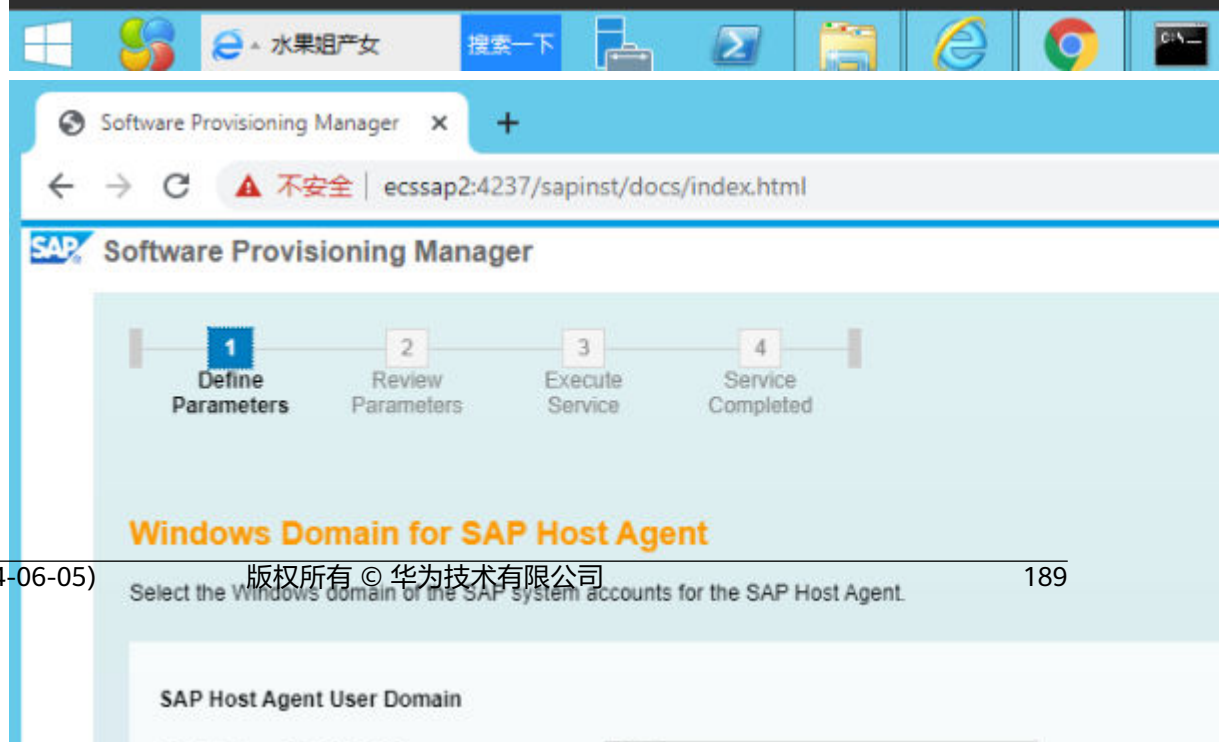 水果姐产女 搜索一下
Software Provisioning Manager
不安全 | ecssap2:4237/sapinst/docs/index.html
SAP Software Provisioning Manager
1 2 3 4
Define Review Execute Service
Parameters Parameters Service Completed
Windows Domain for SAP Host Agent
-06-05) 版权所有 © 华为技术有限公司 189
Select the Windows domain of the SAP system accounts for the SAP Host Agent.
SAP Host Agent User Domain